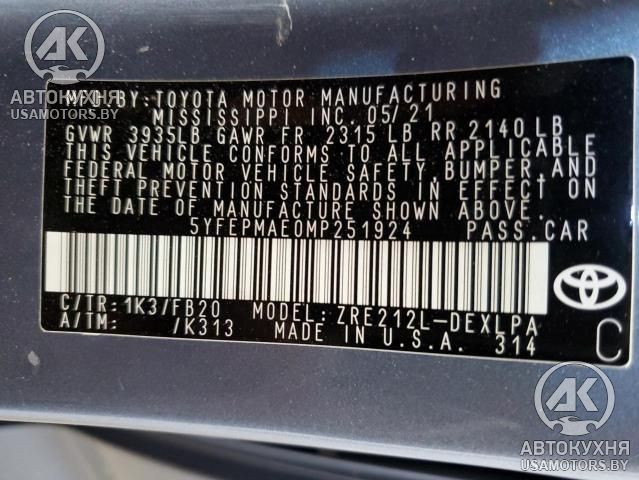 AK
АВТОКУХНЯ
USAMOTORS.BY
MFD BY: TOYOTA MOTOR MANUFACTURING
MISSISSIPPI INC. 05/21
GVWR 3935LB GAWR FR 2315 LB RR 2140 LB
THIS VEHICLE CONFORMS TO ALL APPLICABLE
FEDERAL MOTOR VEHICLE SAFETY, BUMPER, AND
THEFT PREVENTION STANDARDS IN EFFECT ON
THE DATE OF MANUFACTURE SHOWN ABOVE.
5YFEPMAE0MP251924 PASS. CAR
C/TR: 1K3/FB20 MODEL: ZRE212L-DEXLPA
A/TM: /K313 MADE IN U.S.A. 314
C
AK
АВТОКУХНЯ
USAMOTORS.BY